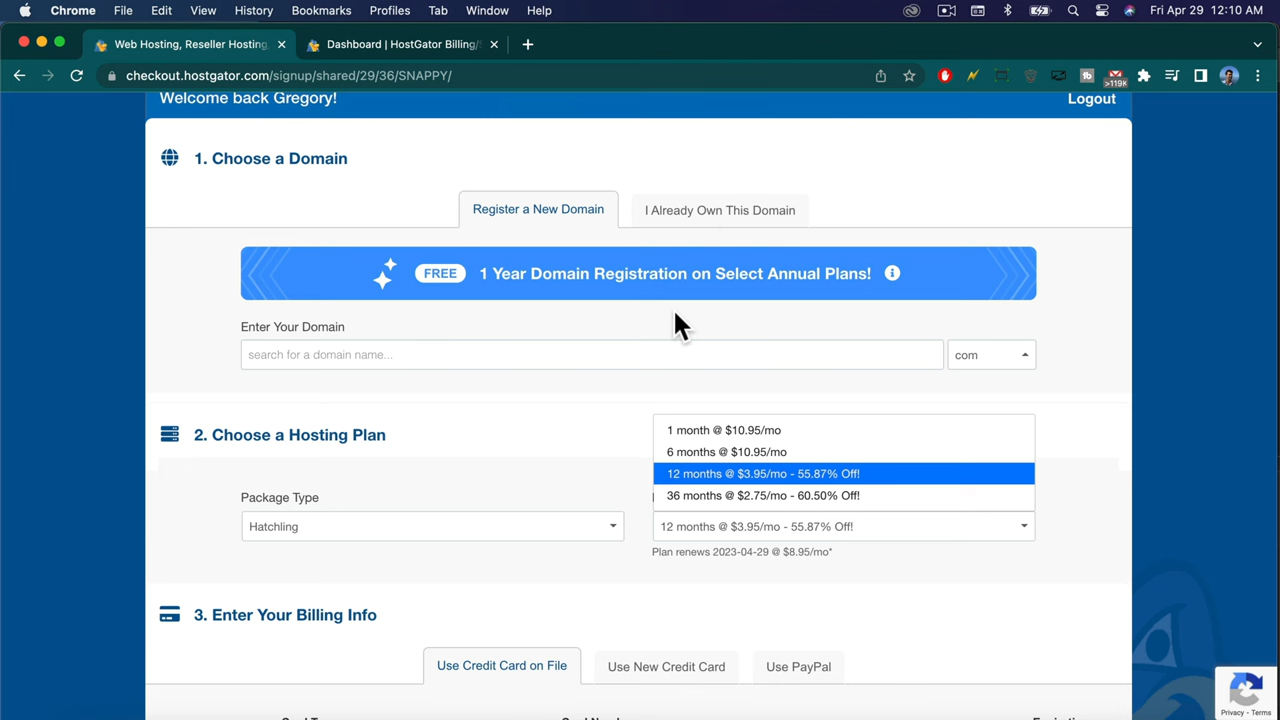 Chrome File Edit View History Bookmarks Profiles Tab Window Help Fri Apr 29 12:10 AM
Web Hosting, Reseller Hosting, Dashboard | HostGator Billing/S
checkout.hostgator.com/signup/shared/29/36/SNAPPY/ >119K
Welcome back Gregory! Logout
1. Choose a Domain
Register a New Domain I Already Own This Domain
FREE 1 Year Domain Registration on Select Annual Plans!
Enter Your Domain
search for a domain name... com
2. Choose a Hosting Plan
1 month @ $10.95/mo
6 months @ $10.95/mo
12 months @ $3.95/mo - 55.87% Off!
36 months @ $2.75/mo - 60.50% Off!
Package Type
Hatchling 12 months @ $3.95/mo - 55.87% Off!
Plan renews 2023-04-29 @ $8.95/mo*
3. Enter Your Billing Info
Use Credit Card on File Use New Credit Card Use PayPal
Privacy - Terms